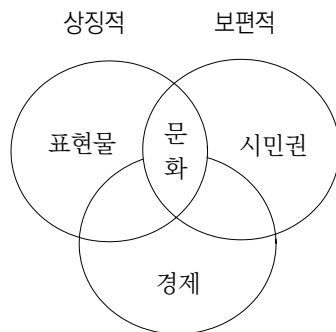 상징적 보편적
표현물 문화 시민권
경제